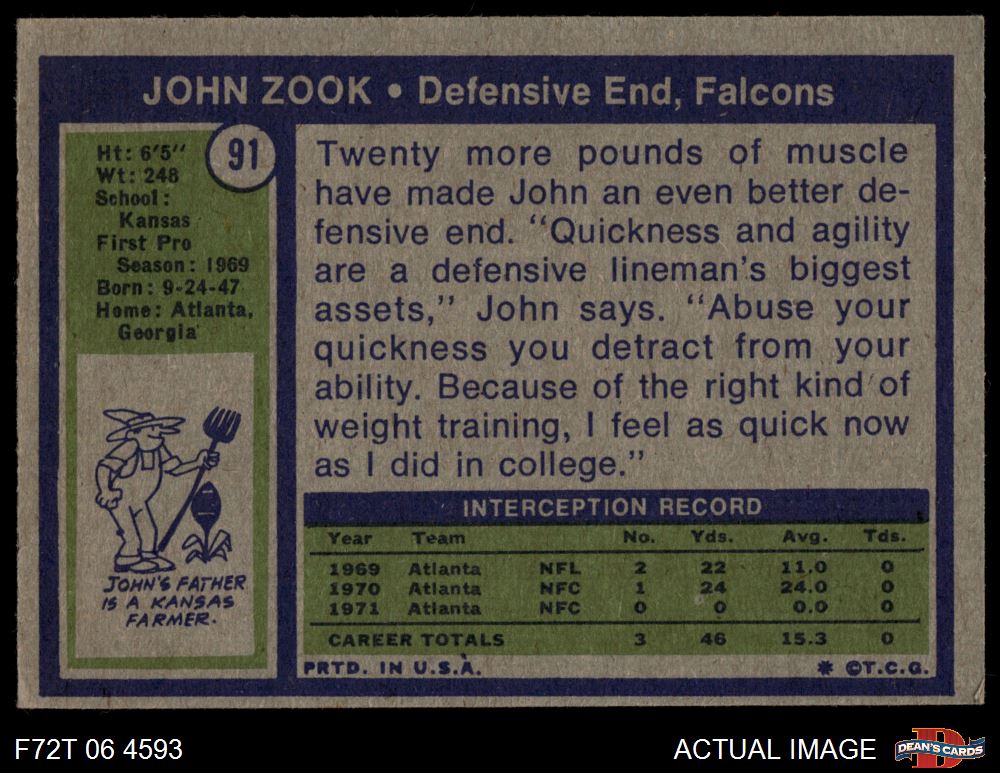 JOHN ZOOK • Defensive End, Falcons
91
Ht: 6'5"
Wt: 248
School:
Kansas
First Pro
Season: 1969
Born: 9-24-47
Home: Atlanta,
Georgia
JOHN'S FATHER
IS A KANSAS
FARMER.
Twenty more pounds of muscle
have made John an even better de-
fensive end. "Quickness and agility
are a defensive lineman's biggest
assets," John says. "Abuse your
quickness you detract from your
ability. Because of the right kind of
weight training, I feel as quick now
as I did in college."
INTERCEPTION RECORD
Year Team No. Yds. Avg. Tds.
1969 Atlanta NFL 2 22 11.0 0
1970 Atlanta NFC 1 24 24.0 0
1971 Atlanta NFC 0 0 0.0 0
CAREER TOTALS 3 46 15.3 0
PRTD. IN U.S.A. * ©T.C.G.
F72T 06 4593 ACTUAL IMAGE
D
DEAN'S CARDS